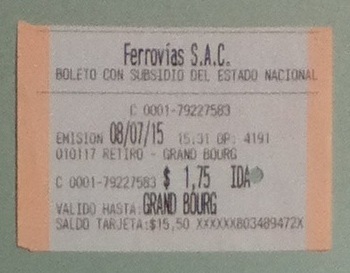 Ferrovías S.A.C.
BOLETO CON SUBSIDIO DEL ESTADO NACIONAL
C 0001-79227583
EMISION 08/07/15 15:31 OP: 4191
010117 RETIRO - GRAND BOURG
C 0001-79227583 $ 1,75 IDA
VALIDO HASTA: GRAND BOURG
SALDO TARJETA:$15,50 XXXXXX803489472X